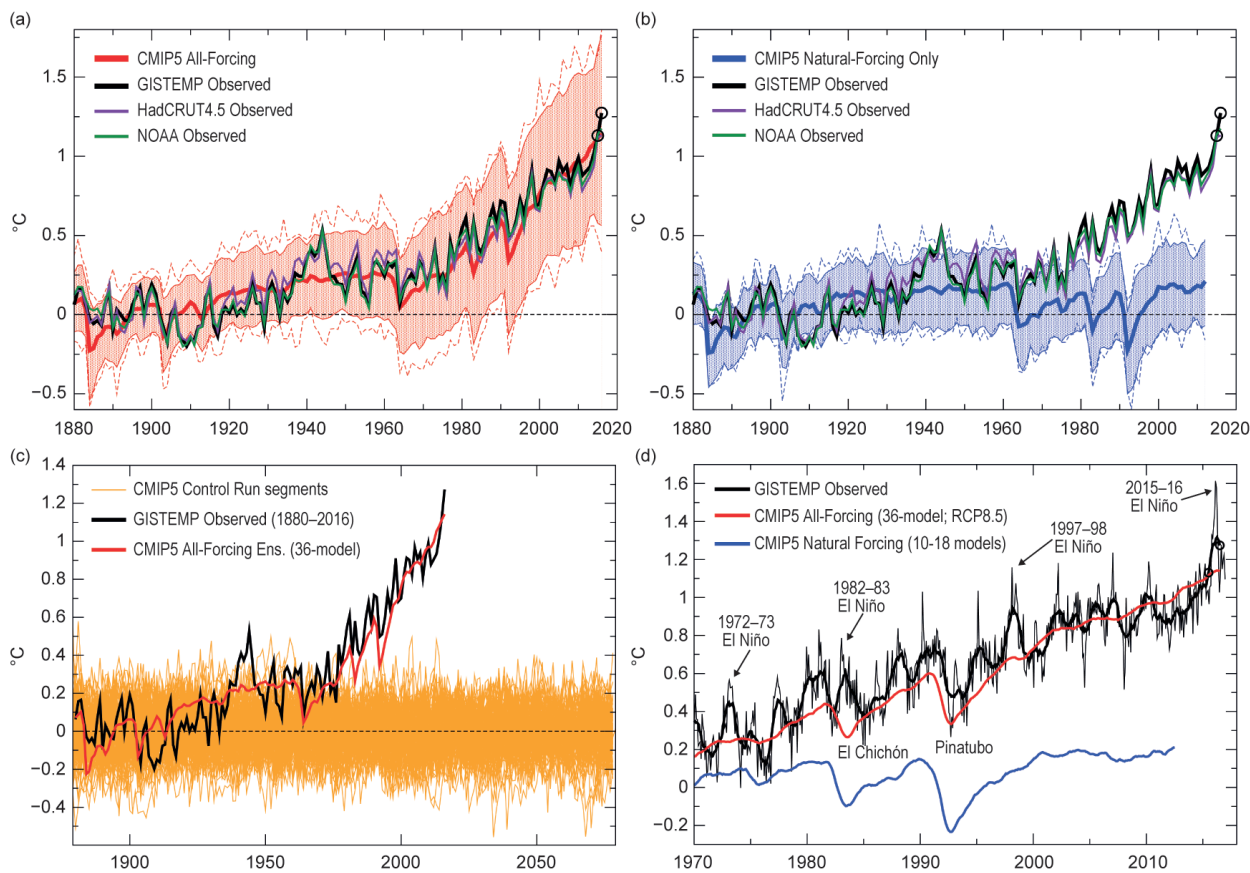 (a)
CMIP5 All-Forcing
GISTEMP Observed
HadCRUT4.5 Observed
NOAA Observed
°C
1.5
1
0.5
0
−0.5
1880 1900 1920 1940 1960 1980 2000 2020
(b)
CMIP5 Natural-Forcing Only
GISTEMP Observed
HadCRUT4.5 Observed
NOAA Observed
°C
1.5
1
0.5
0
−0.5
1880 1900 1920 1940 1960 1980 2000 2020
(c)
CMIP5 Control Run segments
GISTEMP Observed (1880–2016)
CMIP5 All-Forcing Ens. (36-model)
°C
1.4
1.2
1.0
0.8
0.6
0.4
0.2
0
−0.2
−0.4
1900 1950 2000 2050
(d)
GISTEMP Observed
CMIP5 All-Forcing (36-model; RCP8.5)
CMIP5 Natural Forcing (10-18 models)
2015–16
El Niño
1997–98
El Niño
1982–83
El Niño
1972–73
El Niño
El Chichón
Pinatubo
°C
1.6
1.4
1.2
1.0
0.8
0.6
0.4
0.2
0
−0.2
1970 1980 1990 2000 2010